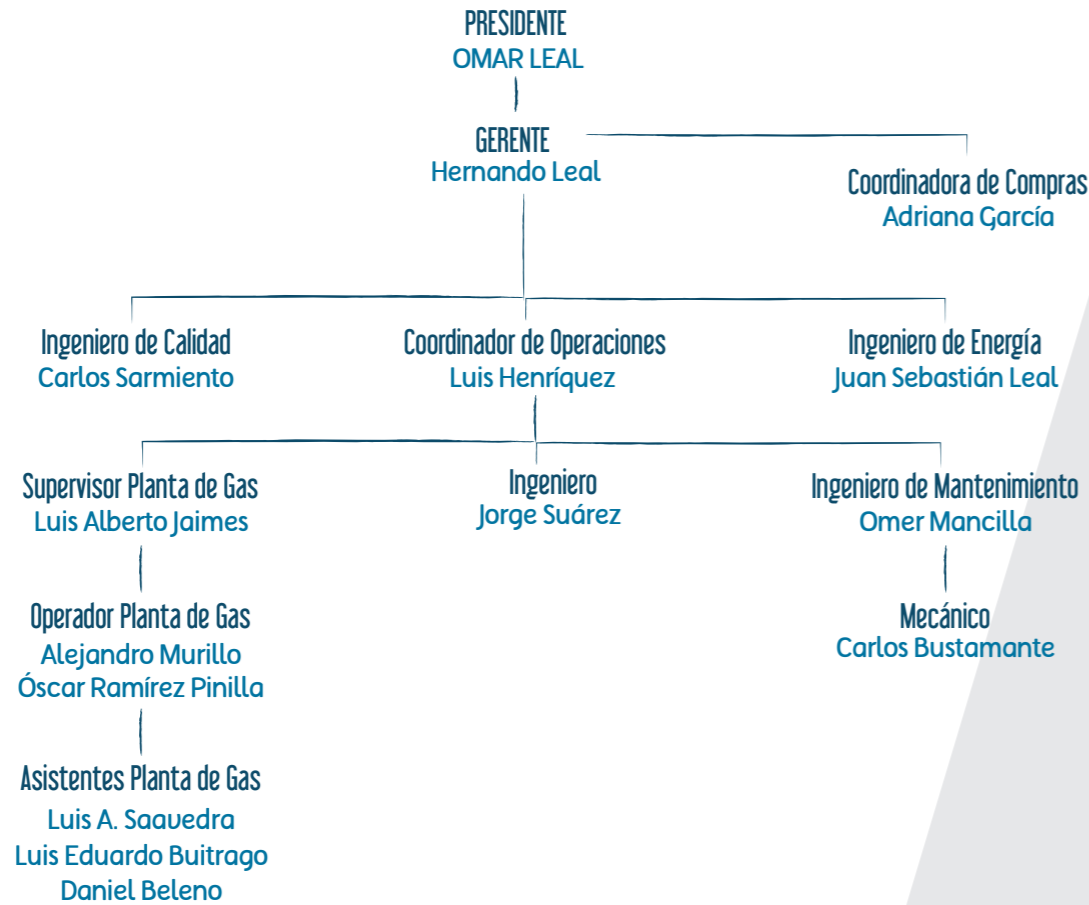 PRESIDENTE
OMAR LEAL
GERENTE
Hernando Leal
Coordinadora de Compras
Adriana García
Ingeniero de Calidad
Carlos Sarmiento
Coordinador de Operaciones
Luis Henríquez
Ingeniero de Energía
Juan Sebastián Leal
Supervisor Planta de Gas
Luis Alberto Jaimes
Ingeniero
Jorge Suárez
Ingeniero de Mantenimiento
Omer Mancilla
Operador Planta de Gas
Alejandro Murillo
Óscar Ramírez Pinilla
Mecánico
Carlos Bustamante
Asistentes Planta de Gas
Luis A. Saavedra
Luis Eduardo Buitrago
Daniel Beleno